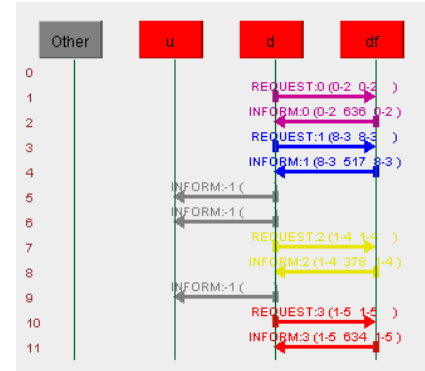 Other u d df
0
REQUEST:0 (0-2 0-2 )
1
INFORM:0 (0-2 636 0-2 )
2
REQUEST:1 (8-3 8-3 )
3
INFORM:1 (8-3 517 8-3 )
4
INFORM:-1 (
5
INFORM:-1 (
6
REQUEST:2 (1-4 1-4 )
7
INFORM:2 (1-4 378 1-4 )
8
INFORM:-1 (
9
REQUEST:3 (1-5 1-5 )
10
INFORM:3 (1-5 634 1-5 )
11